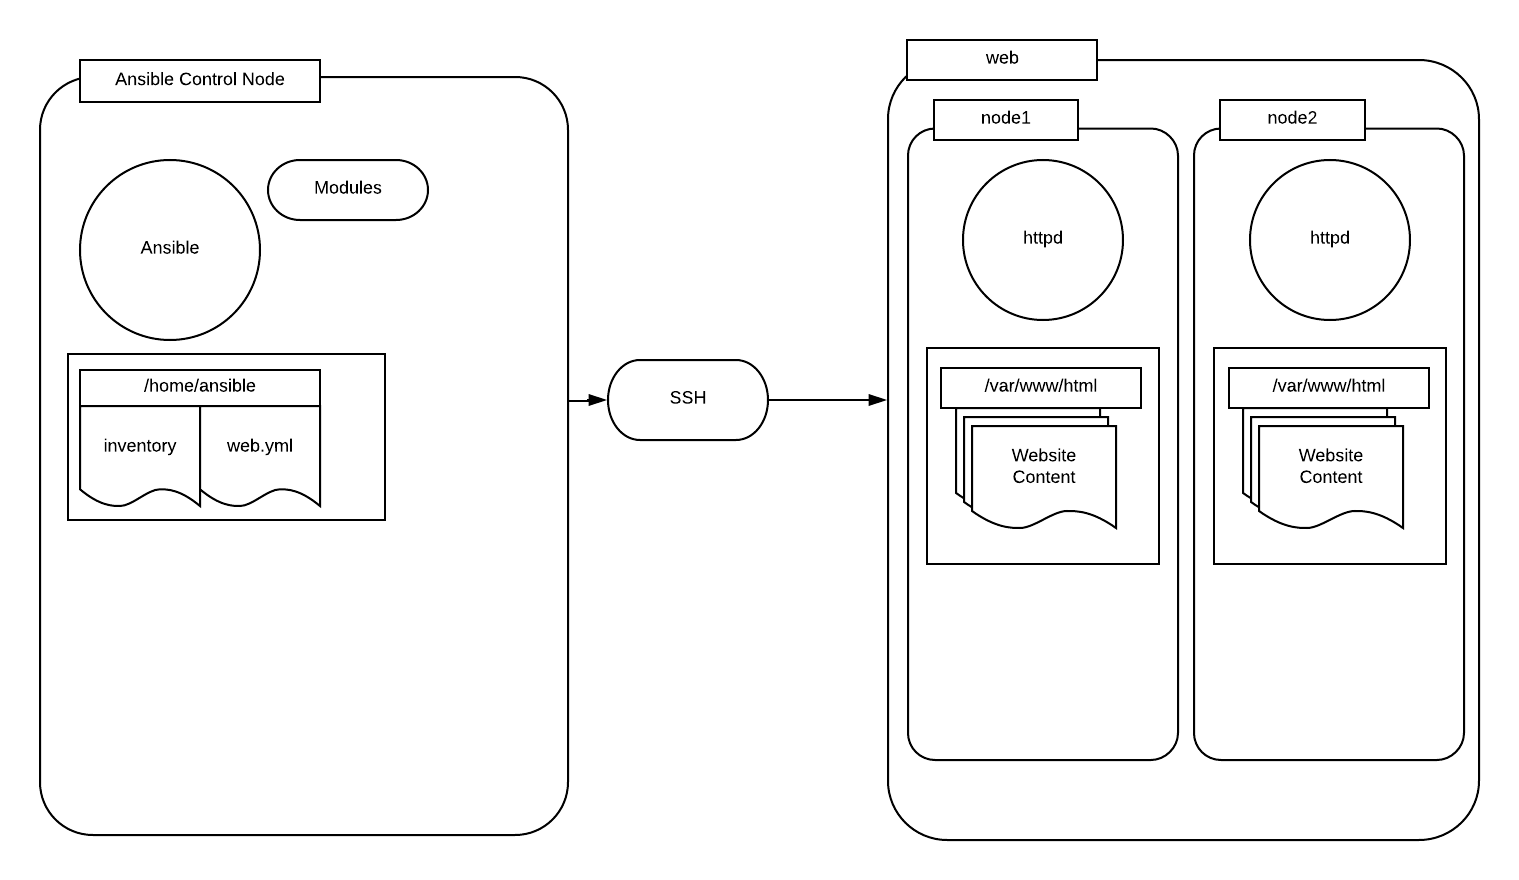 Ansible Control Node
Ansible
Modules
/home/ansible
inventory
web.yml
SSH
web
node1
httpd
/var/www/html
Website
Content
node2
httpd
/var/www/html
Website
Content